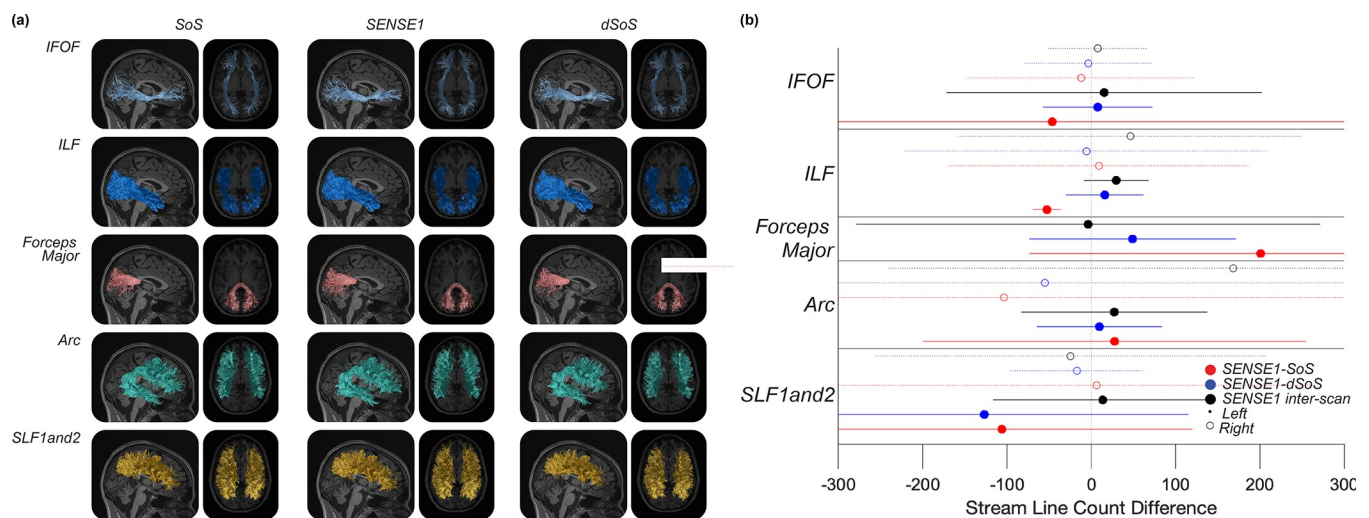 (a)
SoS
SENSE1
dSoS
IFOF
ILF
Forceps
Major
Arc
SLF1and2
(b)
IFOF
ILF
Forceps
Major
Arc
SLF1and2
SENSE1-SoS
SENSE1-dSoS
SENSE1 inter-scan
Left
Right
-300 -200 -100 0 100 200 300
Stream Line Count Difference